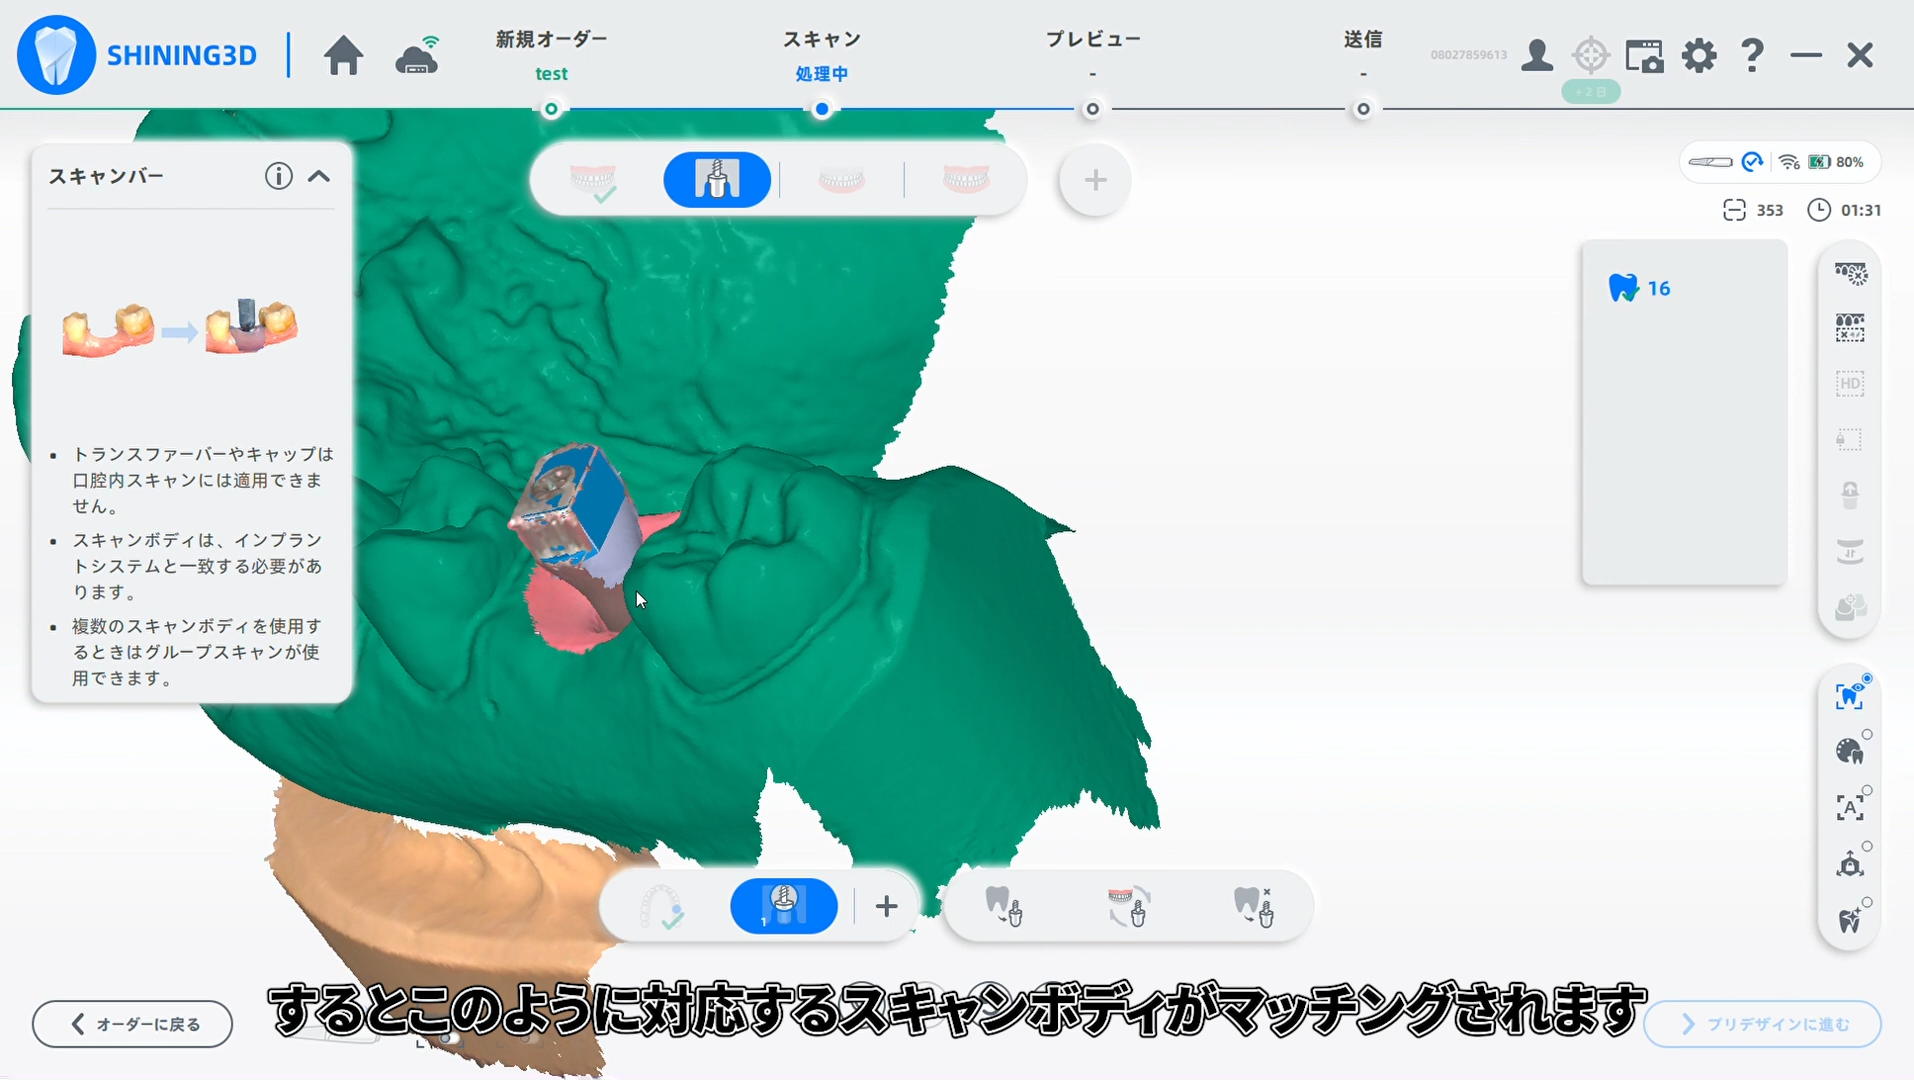 SHINING3D
新規オーダー
test
スキャン
処理中
プレビュー
-
送信
-
08027859613
+2日
80%
353
01:31
スキャンバー
トランスファーバーやキャップは
口腔内スキャンには適用できま
せん。
スキャンボディは、インプラン
トシステムと一致する必要があ
ります。
複数のスキャンボディを使用す
るときはグループスキャンが使
用できます。
16
HD
A
1
するとこのように対応するスキャンボディがマッチングされます
オーダーに戻る
プリデザインに進む